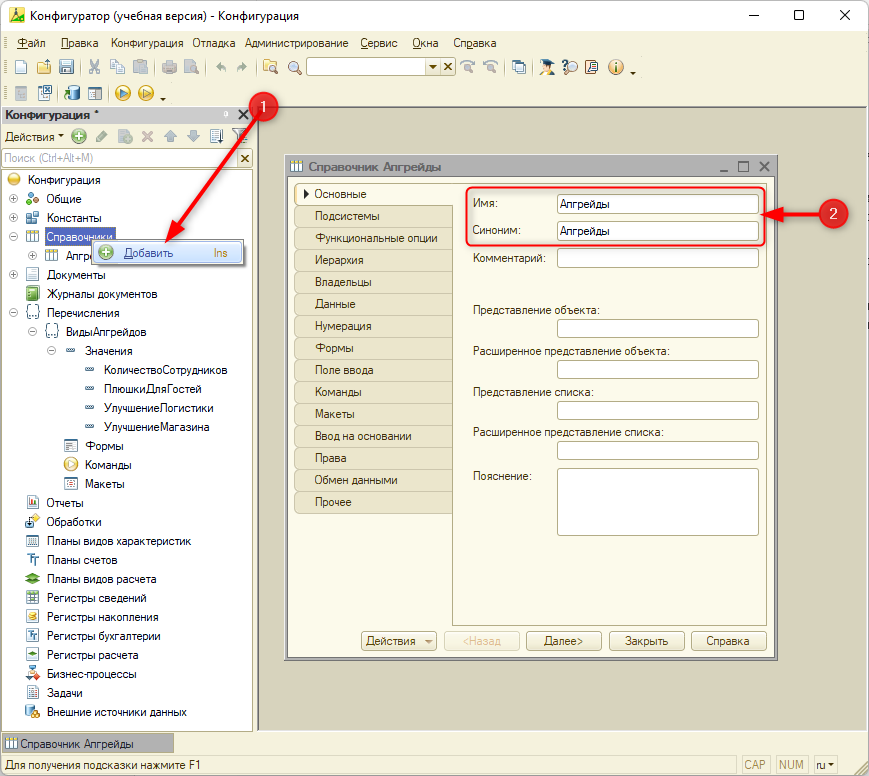 Конфигуратор (учебная версия) - Конфигурация
Файл Правка Конфигурация Отладка Администрирование Сервис Окна Справка
Конфигурация *
1
Действия
Поиск (Ctrl+Alt+M)
Конфигурация
Общие
Константы
Справочники
Добавить Ins
Апгре
Документы
Журналы документов
Перечисления
ВидыАпгрейдов
Значения
КоличествоСотрудников
ПлюшкиДляГостей
УлучшениеЛогистики
УлучшениеМагазина
Формы
Команды
Макеты
Отчеты
Обработки
Планы видов характеристик
Планы счетов
Планы видов расчета
Регистры сведений
Регистры накопления
Регистры бухгалтерии
Регистры расчета
Бизнес-процессы
Задачи
Внешние источники данных
Справочник Апгрейды
Основные
Подсистемы
Функциональные опции
Иерархия
Владельцы
Данные
Нумерация
Формы
Поле ввода
Команды
Макеты
Ввод на основании
Права
Обмен данными
Прочее
Имя: Апгрейды
Синоним: Апгрейды
2
Комментарий:
Представление объекта:
Расширенное представление объекта:
Представление списка:
Расширенное представление списка:
Пояснение:
Действия <Назад Далее> Закрыть Справка
Справочник Апгрейды
Для получения подсказки нажмите F1 CAP NUM ru